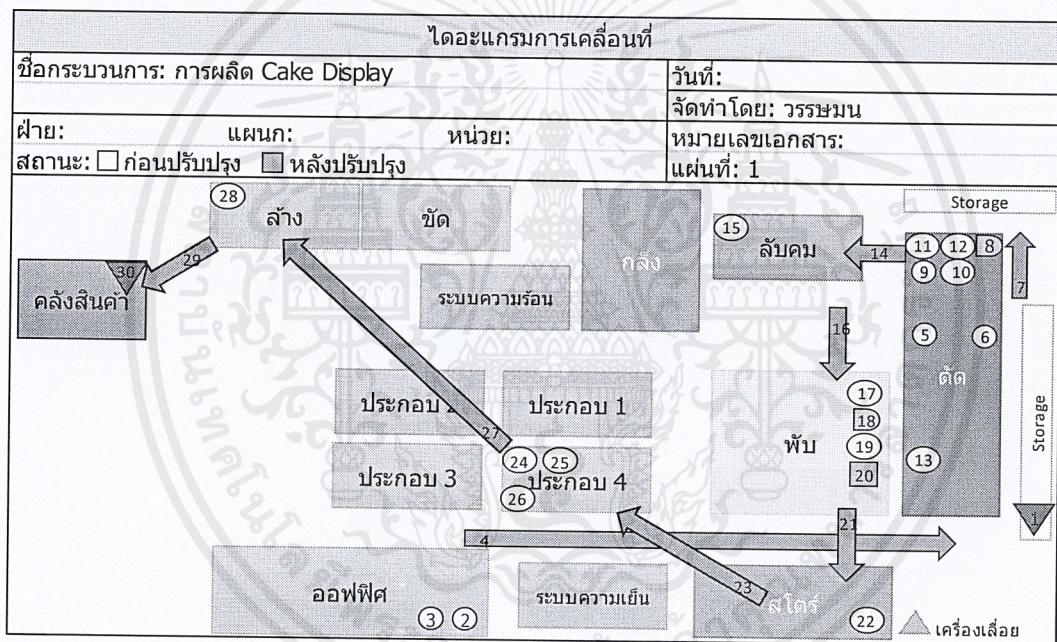 ไดอะแกรมการเคลื่อนที่
ชื่อกระบวนการ: การผลิต Cake Display
วันที่:
จัดทำโดย: วรรษมน
ฝ่าย: แผนก: หน่วย:
หมายเลขเอกสาร:
สถานะ: ก่อนปรับปรุง หลังปรับปรุง
แผ่นที่: 1
Storage
28
ล้าง
ขัด
กลึง
15
ลับคม
14
11 12 8
9 10
7
29
30
คลังสินค้า
ระบบความร้อน
16
5 6
ตัด
Storage
ประกอบ 2
ประกอบ 1
27
17
18
พับ
19
20
13
ประกอบ 3
24 25
26
ประกอบ 4
1
4
21
ออฟฟิศ
3 2
ระบบความเย็น
23
สโตร์
22
เครื่องเลื่อย